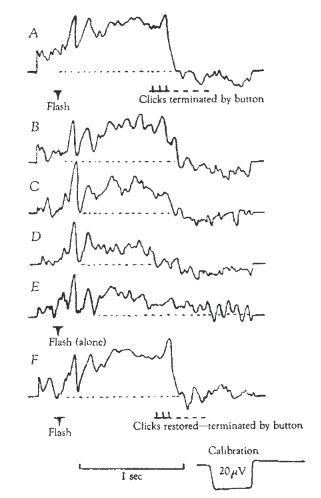 A
Flash
Clicks terminated by button
B
C
D
E
Flash (alone)
F
Flash
Clicks restored—terminated by button
1 sec
Calibration
20µV